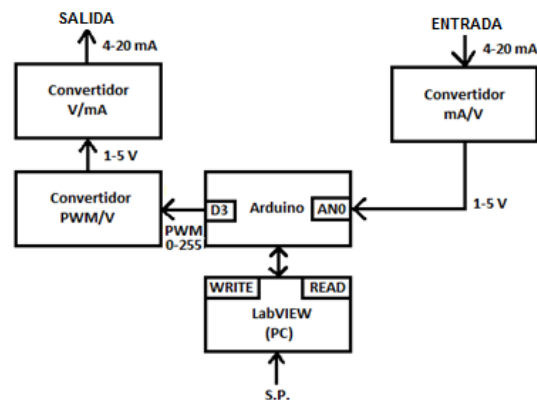 SALIDA
4-20 mA
Convertidor
V/mA
1-5 V
Convertidor
PWM/V
PWM
0-255
D3
Arduino
AN0
ENTRADA
4-20 mA
Convertidor
mA/V
1-5 V
WRITE
READ
LabVIEW
(PC)
S.P.